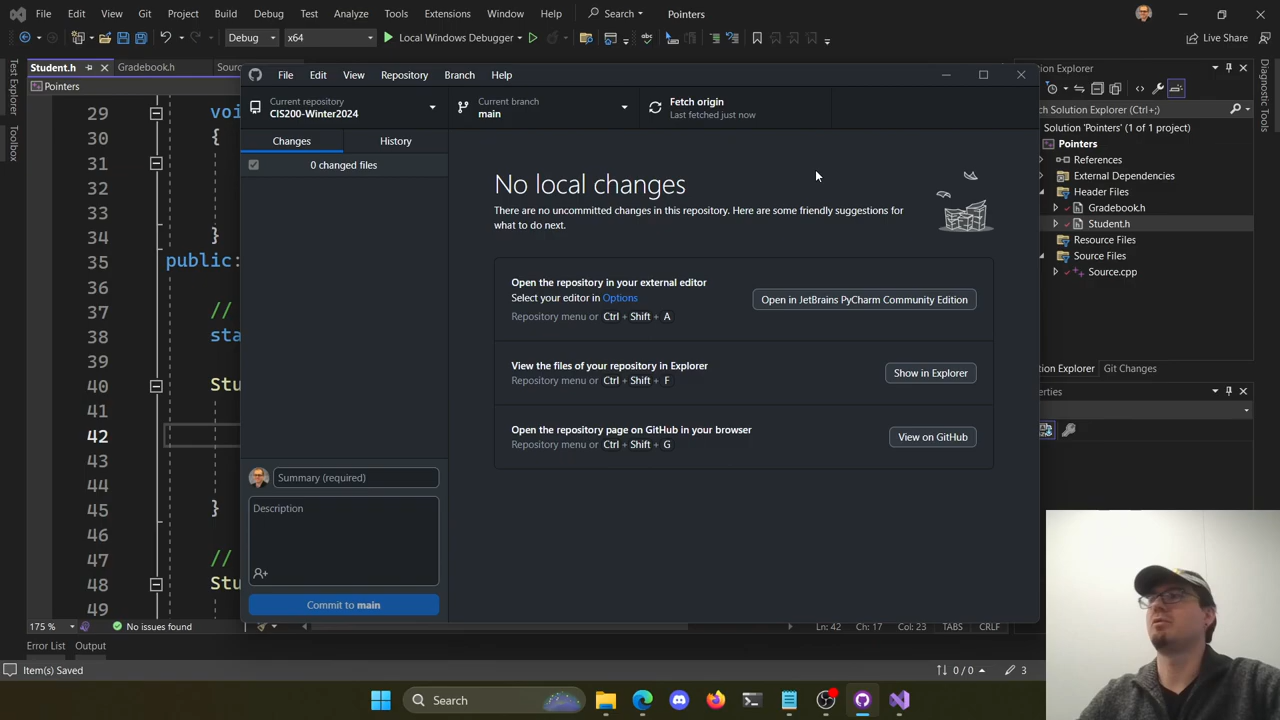 File Edit View Git Project Build Debug Test Analyze Tools Extensions Window Help Search Pointers
Debug x64 Local Windows Debugger Live Share
Student.h Gradebook.h
Pointers
Test Explorer
Toolbox
29 voi
30 {
31
32
33
34 }
35 public:
36
37 //
38 sta
39
40 Stu
41
42
43
44
45 }
46
47 //
48 Stu
49
File Edit View Repository Branch Help
Current repository
CIS200-Winter2024
Current branch
main
Fetch origin
Last fetched just now
Changes History
0 changed files
No local changes
There are no uncommitted changes in this repository. Here are some friendly suggestions for
what to do next.
Open the repository in your external editor
Select your editor in Options
Repository menu or Ctrl + Shift + A
Open in JetBrains PyCharm Community Edition
View the files of your repository in Explorer
Repository menu or Ctrl + Shift + F
Show in Explorer
Open the repository page on GitHub in your browser
Repository menu or Ctrl + Shift + G
View on GitHub
Summary (required)
Description
Commit to main
Diagnostic Tools
Solution Explorer (Ctrl+;)
Solution 'Pointers' (1 of 1 project)
Pointers
References
External Dependencies
Header Files
Gradebook.h
Student.h
Resource Files
Source Files
Source.cpp
Git Changes
175 % No issues found Ln: 42 Ch: 17 Col: 23 TABS CRLF
Error List Output
Item(s) Saved 0 / 0 3
Search